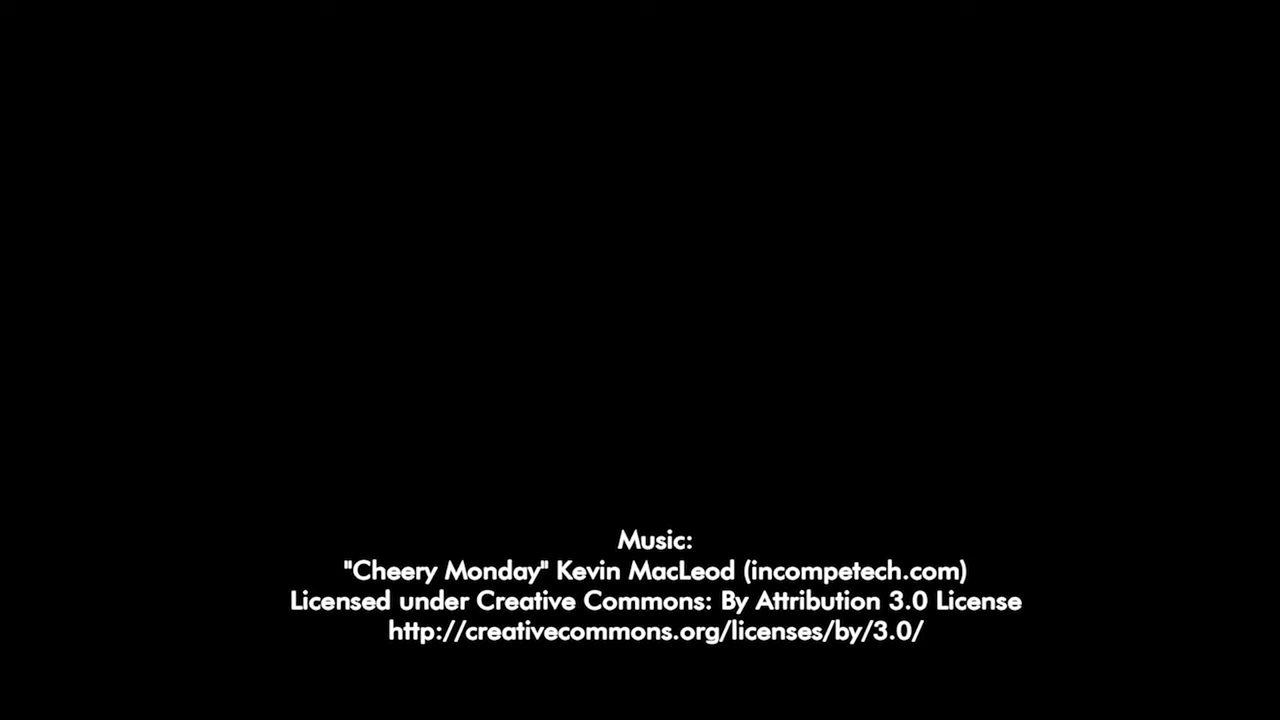 Music:
"Cheery Monday" Kevin MacLeod (incompetech.com)
Licensed under Creative Commons: By Attribution 3.0 License
http://creativecommons.org/licenses/by/3.0/